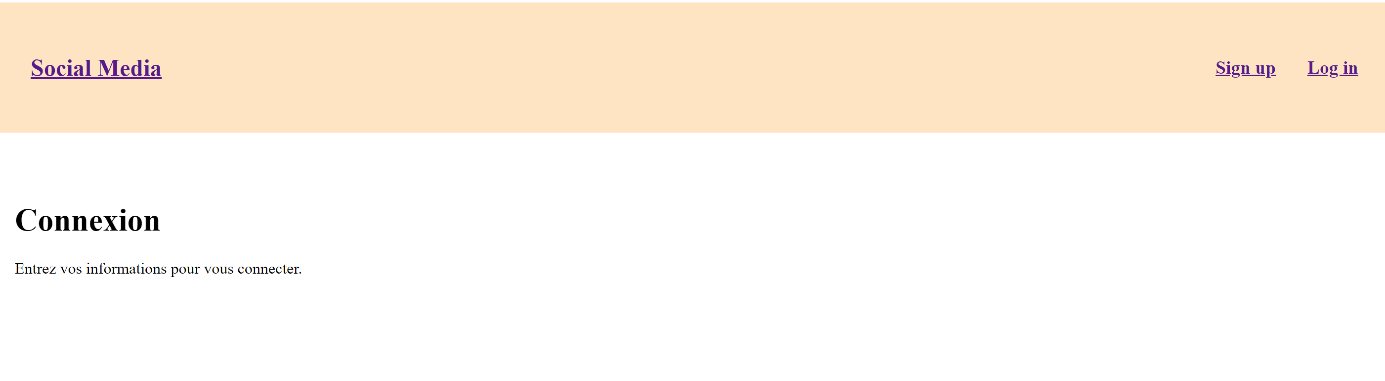 Social Media
Sign up
Log in
Connexion
Entrez vos informations pour vous connecter.